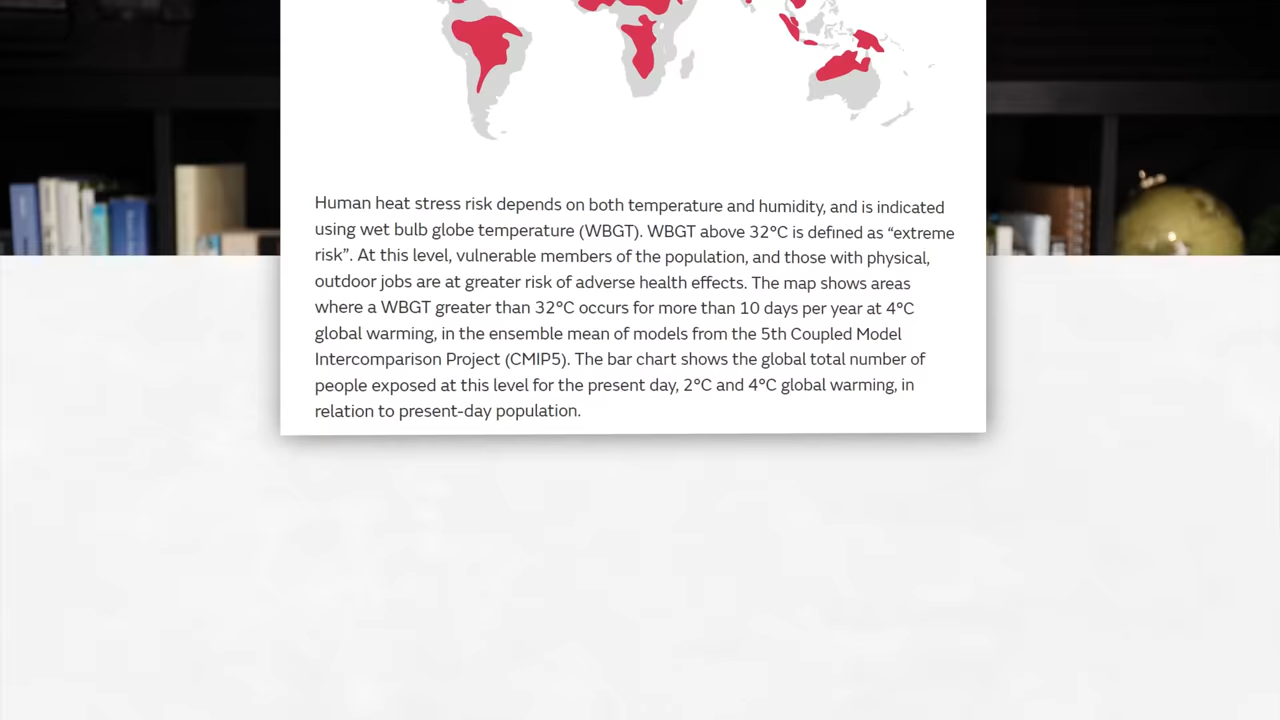 Human heat stress risk depends on both temperature and humidity, and is indicated
using wet bulb globe temperature (WBGT). WBGT above 32°C is defined as “extreme
risk”. At this level, vulnerable members of the population, and those with physical,
outdoor jobs are at greater risk of adverse health effects. The map shows areas
where a WBGT greater than 32°C occurs for more than 10 days per year at 4°C
global warming, in the ensemble mean of models from the 5th Coupled Model
Intercomparison Project (CMIP5). The bar chart shows the global total number of
people exposed at this level for the present day, 2°C and 4°C global warming, in
relation to present-day population.